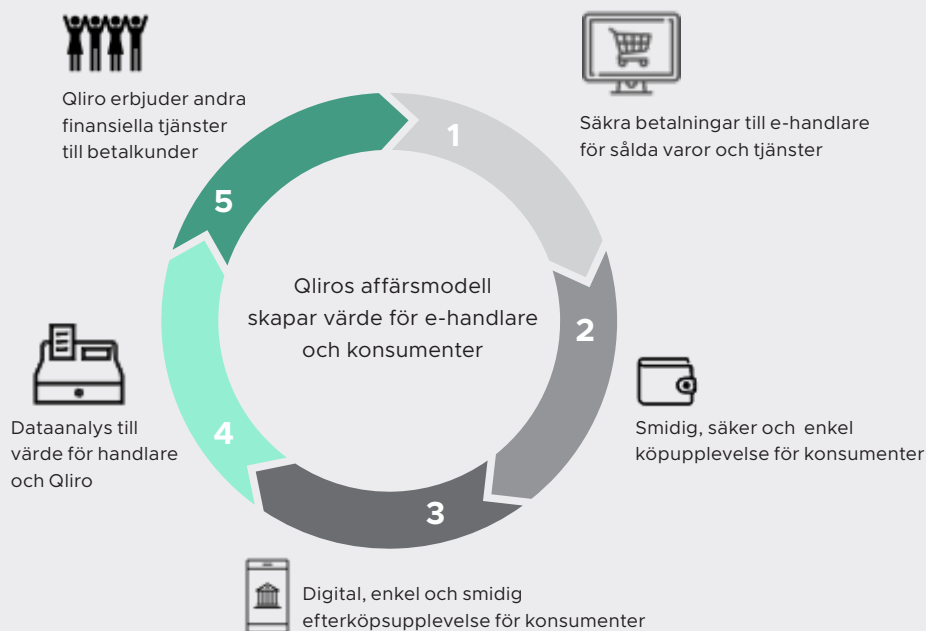 Qliro erbjuder andra
finansiella tjänster
till betalkunder
Säkra betalningar till e-handlare
för sålda varor och tjänster
1
5
Qliros affärsmodell
skapar värde för e-handlare
och konsumenter
2
Dataanalys till
värde för handlare
och Qliro
4
Smidig, säker och enkel
köpupplevelse för konsumenter
3
Digital, enkel och smidig
efterköpsupplevelse för konsumenter